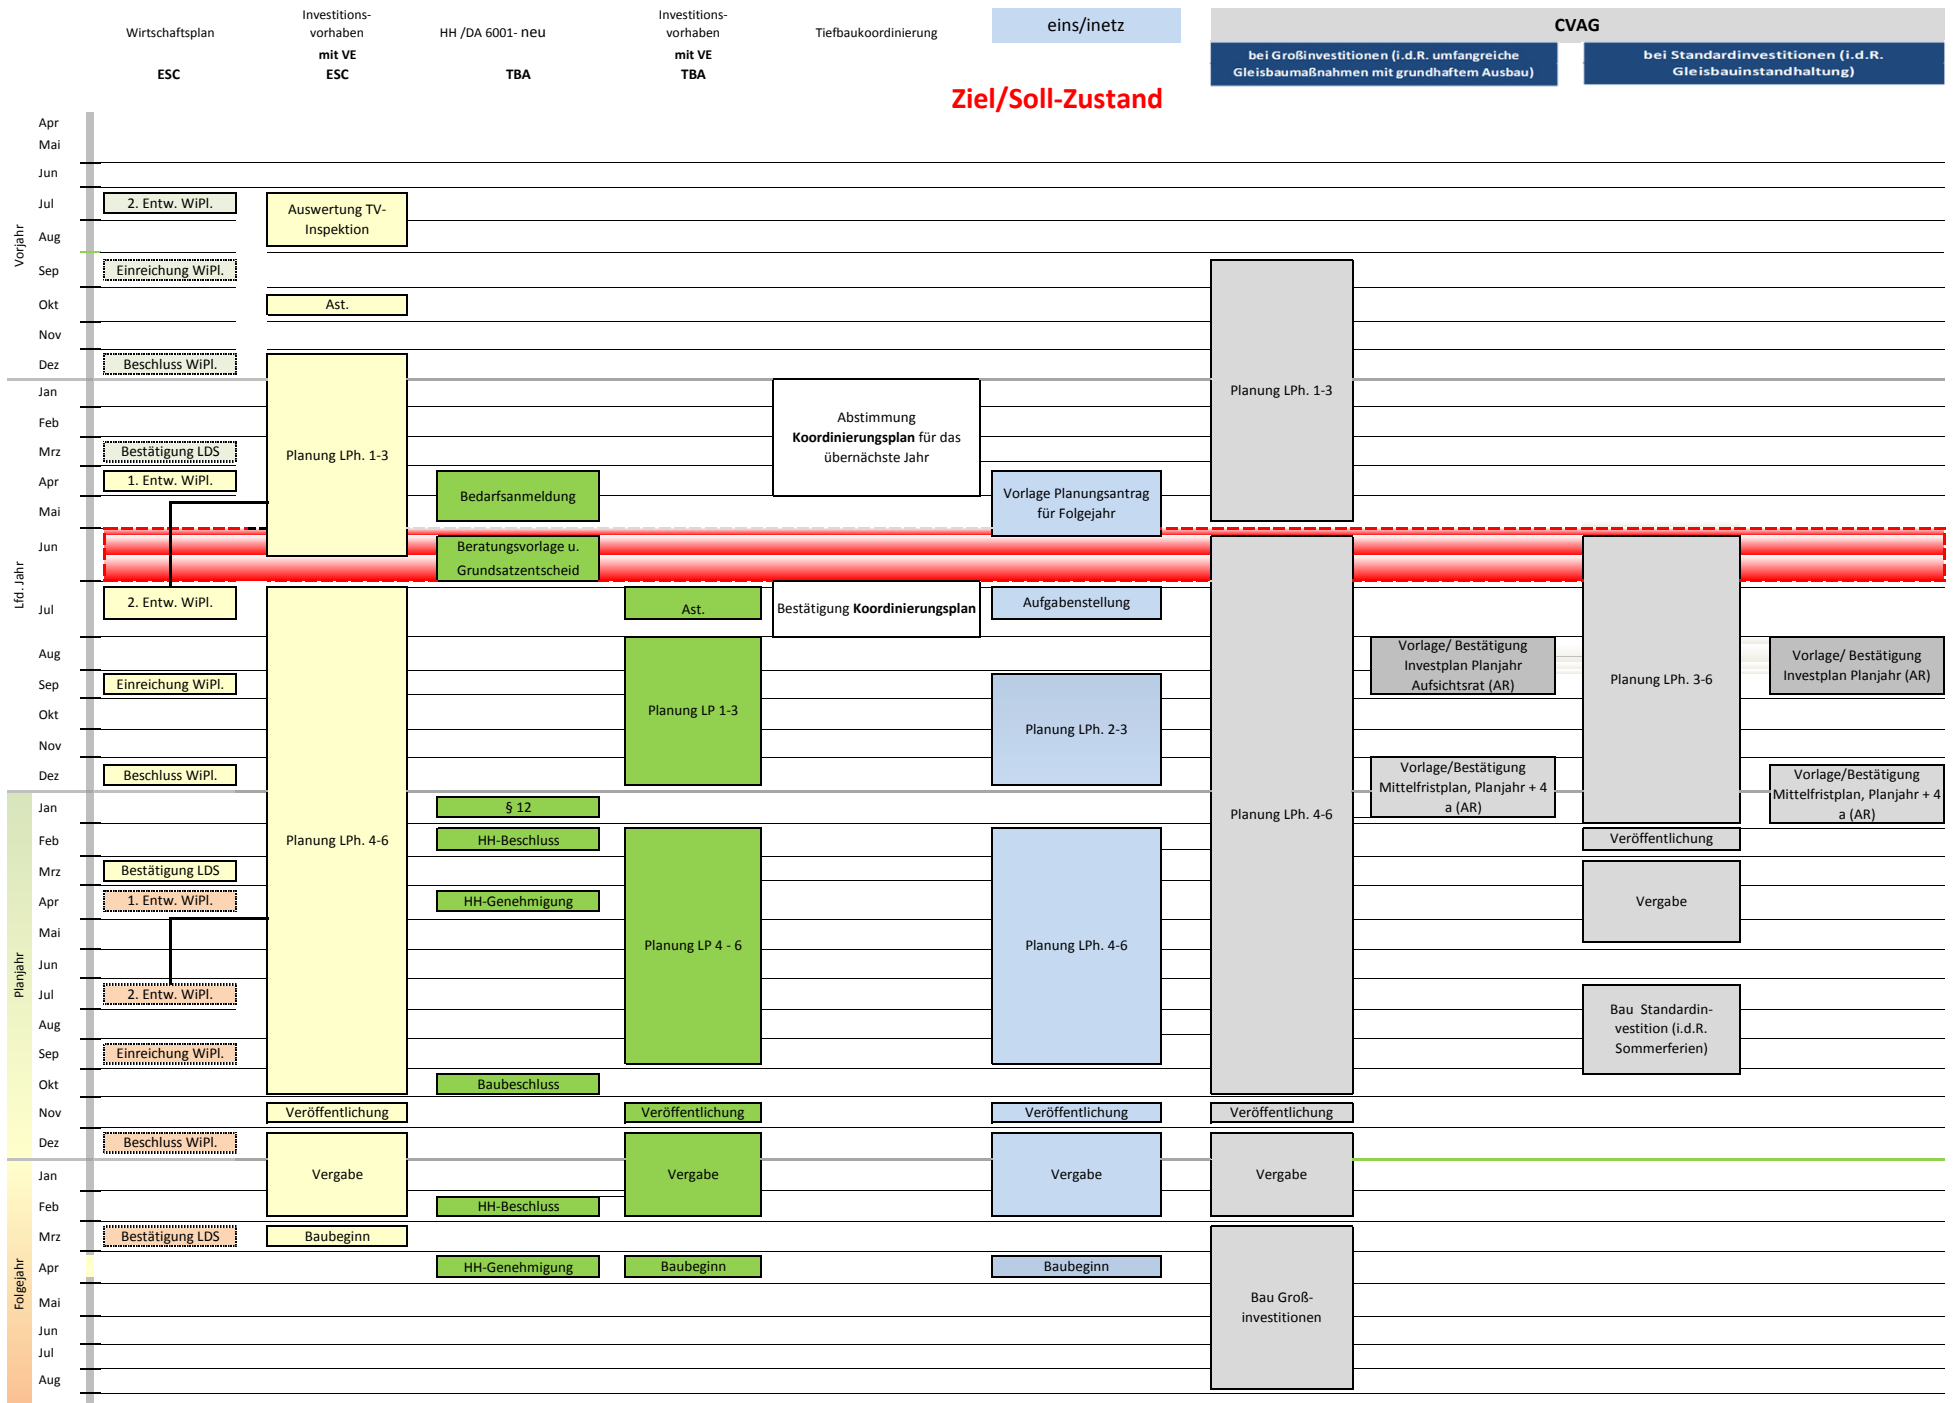 Wirtschaftsplan
ESC
Investitions-
vorhaben
mit VE
ESC
HH /DA 6001- neu
TBA
Investitions-
vorhaben
mit VE
TBA
Tiefbaukoordinierung
eins/inetz
CVAG
bei Großinvestitionen (i.d.R. umfangreiche
Gleisbaumaßnahmen mit grundhaftem Ausbau)
bei Standardinvestitionen (i.d.R.
Gleisbauinstandhaltung)
Ziel/Soll-Zustand
Vorjahr
Apr
Mai
Jun
Jul
Aug
Sep
Okt
Nov
Dez
Lfd. Jahr
Jan
Feb
Mrz
Apr
Mai
Jun
Jul
Aug
Sep
Okt
Nov
Dez
Planjahr
Jan
Feb
Mrz
Apr
Mai
Jun
Jul
Aug
Sep
Okt
Nov
Dez
Folgejahr
Jan
Feb
Mrz
Apr
Mai
Jun
Jul
Aug
2. Entw. WiPl.
Einreichung WiPl.
Beschluss WiPl.
Bestätigung LDS
1. Entw. WiPl.
2. Entw. WiPl.
Einreichung WiPl.
Beschluss WiPl.
Bestätigung LDS
1. Entw. WiPl.
2. Entw. WiPl.
Einreichung WiPl.
Beschluss WiPl.
Bestätigung LDS
Auswertung TV-
Inspektion
Ast.
Planung LPh. 1-3
Planung LPh. 4-6
Veröffentlichung
Vergabe
Baubeginn
Bedarfsanmeldung
Beratungsvorlage u.
Grundsatzentscheid
§ 12
HH-Beschluss
HH-Genehmigung
Baubeschluss
HH-Beschluss
HH-Genehmigung
Ast.
Planung LP 1-3
Planung LP 4 - 6
Veröffentlichung
Vergabe
Baubeginn
Abstimmung
Koordinierungsplan für das
übernächste Jahr
Bestätigung Koordinierungsplan
Vorlage Planungsantrag
für Folgejahr
Aufgabenstellung
Planung LPh. 2-3
Planung LPh. 4-6
Veröffentlichung
Vergabe
Baubeginn
Planung LPh. 1-3
Planung LPh. 4-6
Veröffentlichung
Vergabe
Bau Groß-
investitionen
Vorlage/ Bestätigung
Investplan Planjahr
Aufsichtsrat (AR)
Vorlage/Bestätigung
Mittelfristplan, Planjahr + 4
a (AR)
Planung LPh. 3-6
Veröffentlichung
Vergabe
Bau Standardin-
vestition (i.d.R.
Sommerferien)
Vorlage/ Bestätigung
Investplan Planjahr (AR)
Vorlage/Bestätigung
Mittelfristplan, Planjahr + 4
a (AR)